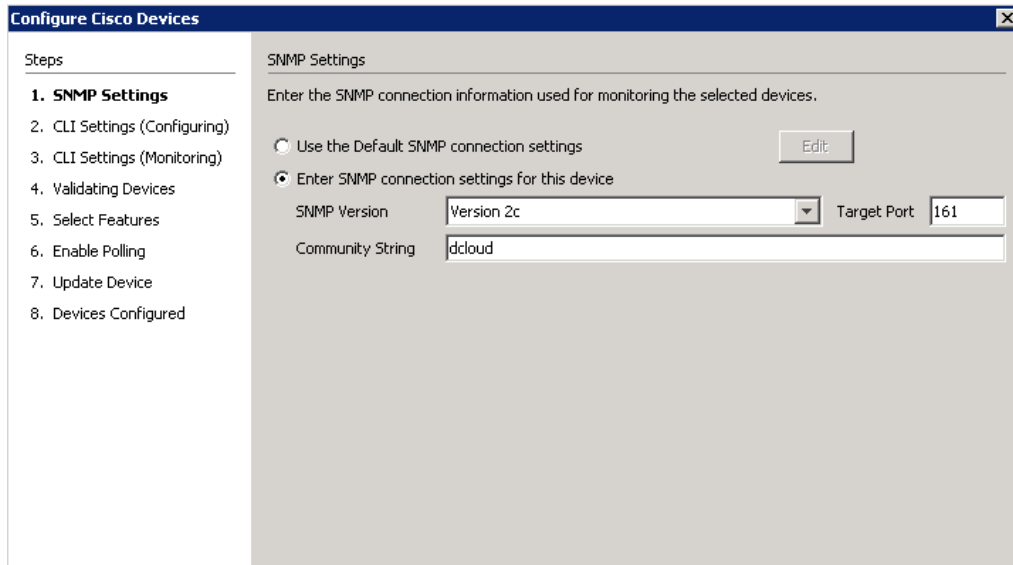 Configure Cisco Devices
Steps
1. SNMP Settings
2. CLI Settings (Configuring)
3. CLI Settings (Monitoring)
4. Validating Devices
5. Select Features
6. Enable Polling
7. Update Device
8. Devices Configured
SNMP Settings
Enter the SNMP connection information used for monitoring the selected devices.
Use the Default SNMP connection settings Edit
Enter SNMP connection settings for this device
SNMP Version Version 2c Target Port 161
Community String dcloud